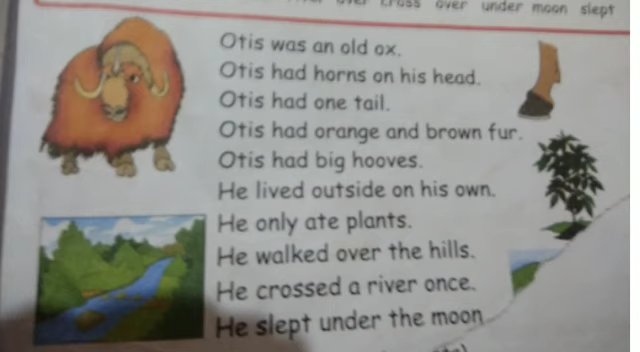 over cross over under moon slept
Otis was an old ox.
Otis had horns on his head.
Otis had one tail.
Otis had orange and brown fur.
Otis had big hooves.
He lived outside on his own.
He only ate plants.
He walked over the hills.
He crossed a river once.
He slept under the moon